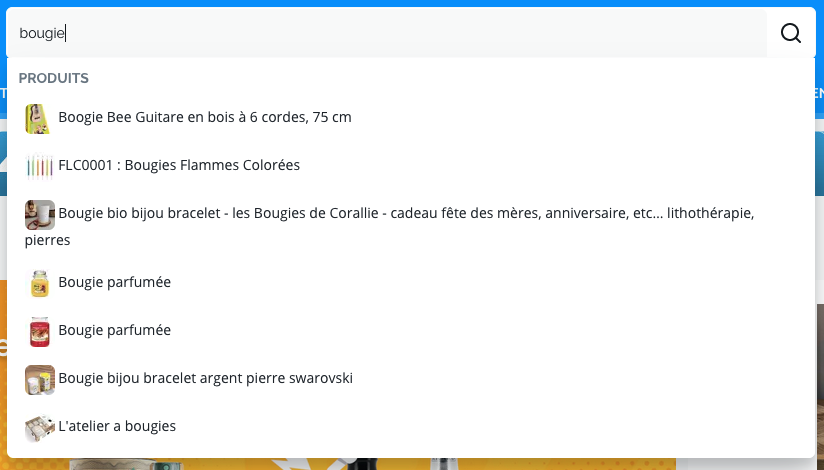 bougie
PRODUITS
Boogie Bee Guitare en bois à 6 cordes, 75 cm
FLC0001 : Bougies Flammes Colorées
Bougie bio bijou bracelet - les Bougies de Corallie - cadeau fête des mères, anniversaire, etc... lithothérapie,
pierres
Bougie parfumée
Bougie parfumée
Bougie bijou bracelet argent pierre swarovski
L'atelier a bougies